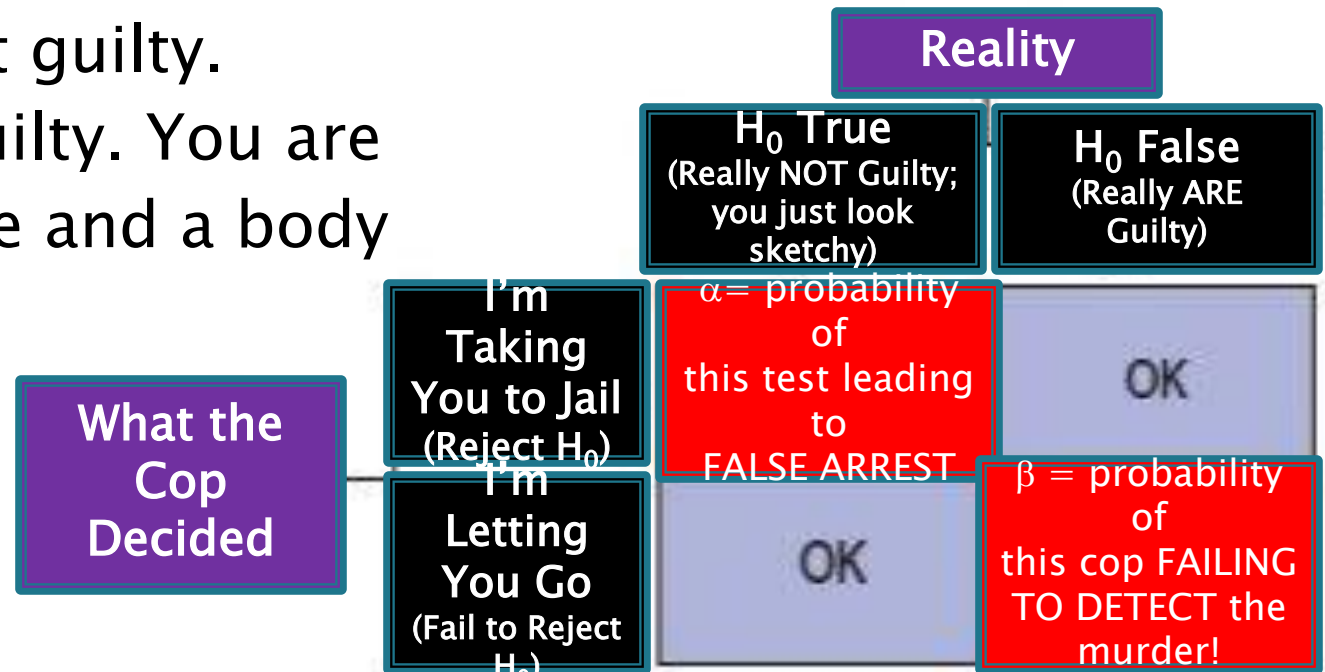 t guilty.
uilty. You are
e and a body
Reality
H₀ True
(Really NOT Guilty;
you just look
sketchy)
H₀ False
(Really ARE
Guilty)
What the
Cop
Decided
I'm
Taking
You to Jail
(Reject H₀)
α= probability
of
this test leading
to
FALSE ARREST
OK
I'm
Letting
You Go
(Fail to Reject
H₀)
OK
β = probability
of
this cop FAILING
TO DETECT the
murder!